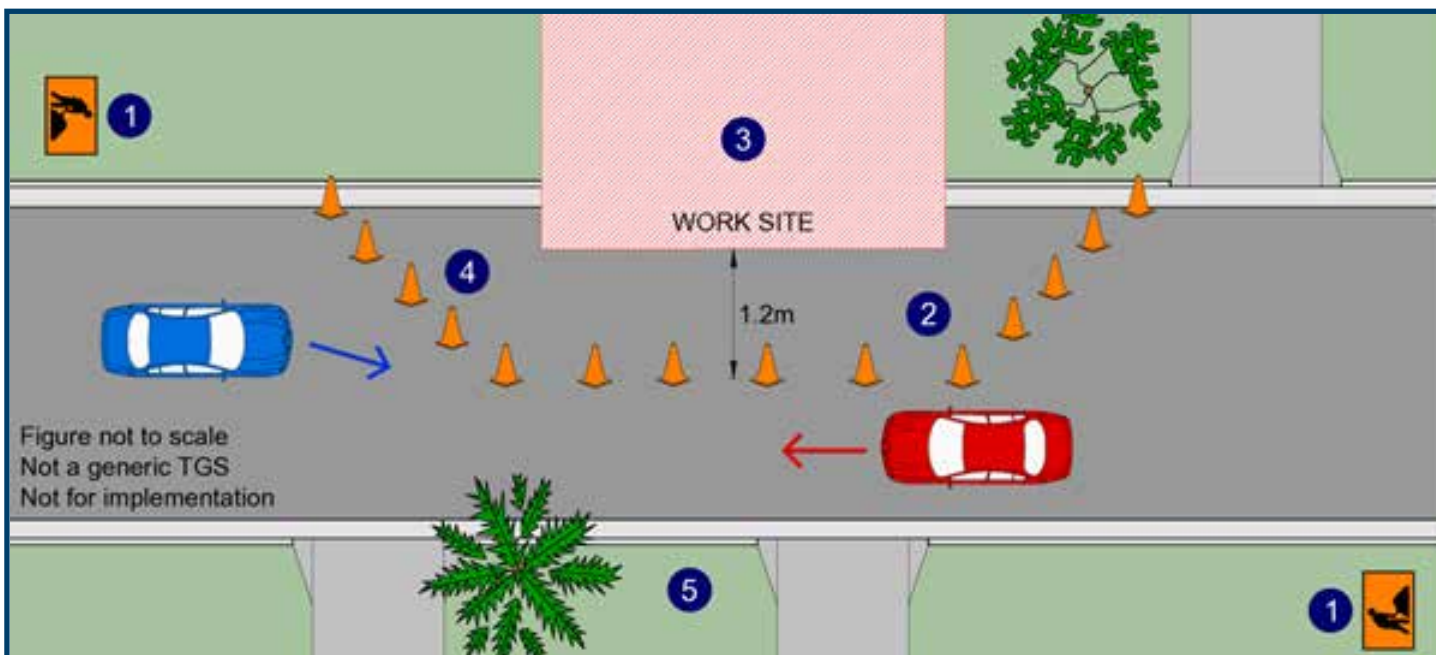 1
3
WORK SITE
4
2
1.2m
Figure not to scale
Not a generic TGS
Not for implementation
5
1